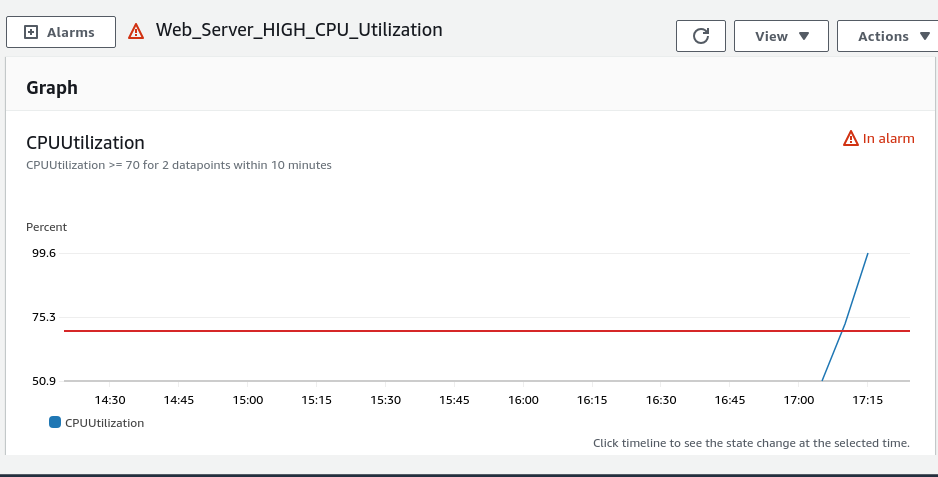 Alarms
Web_Server_HIGH_CPU_Utilization
View
Actions
Graph
CPUUtilization
In alarm
CPUUtilization >= 70 for 2 datapoints within 10 minutes
Percent
99.6
75.3
50.9
14:30 14:45 15:00 15:15 15:30 15:45 16:00 16:15 16:30 16:45 17:00 17:15
CPUUtilization
Click timeline to see the state change at the selected time.